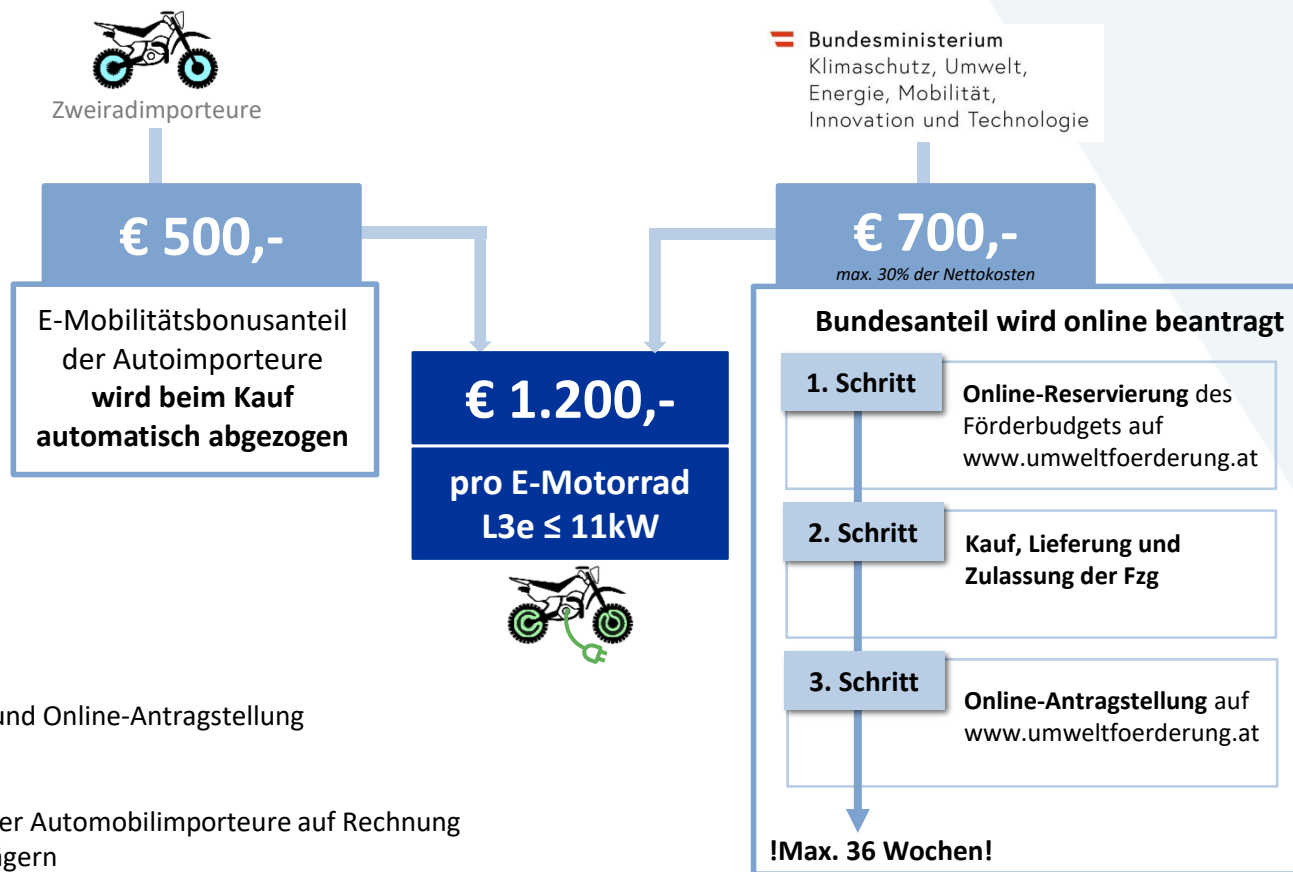 Zweiradimporteure
Bundesministerium
Klimaschutz, Umwelt,
Energie, Mobilität,
Innovation und Technologie
€ 500,-
€ 700,-
max. 30% der Nettokosten
E-Mobilitätsbonusanteil
der Autoimporteure
wird beim Kauf
automatisch abgezogen
€ 1.200,-
pro E-Motorrad
L3e ≤ 11kW
Bundesanteil wird online beantragt
1. Schritt
Online-Reservierung des
Förderbudgets auf
www.umweltfoerderung.at
2. Schritt
Kauf, Lieferung und
Zulassung der Fzg
3. Schritt
Online-Antragstellung auf
www.umweltfoerderung.at
!Max. 36 Wochen!
und Online-Antragstellung
er Automobilimporteure auf Rechnung
gern